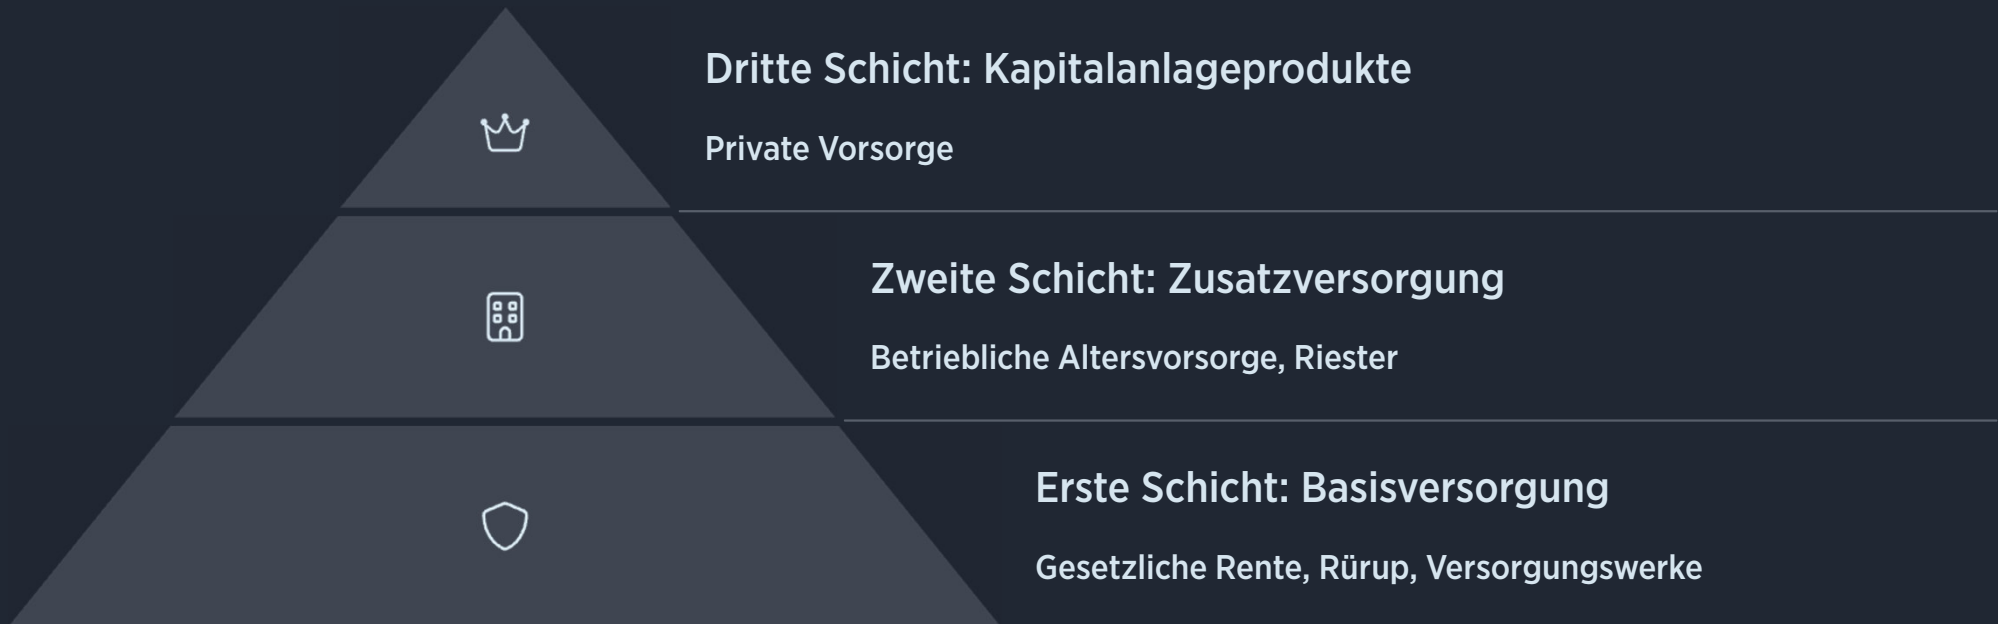 Dritte Schicht: Kapitalanlageprodukte
Private Vorsorge
Zweite Schicht: Zusatzversorgung
Betriebliche Altersvorsorge, Riester
Erste Schicht: Basisversorgung
Gesetzliche Rente, Rürup, Versorgungswerke